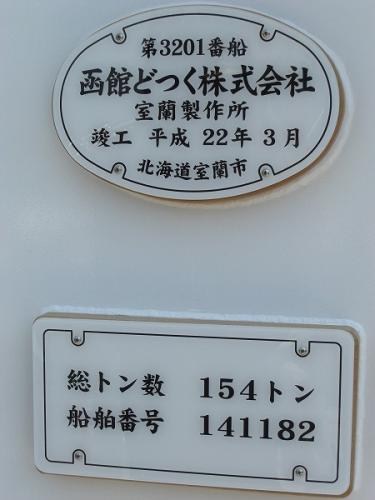 第3201番船
函館どつく株式会社
室蘭製作所
竣工 平成 22年 3月
北海道室蘭市
総トン数 154トン
船舶番号 141182